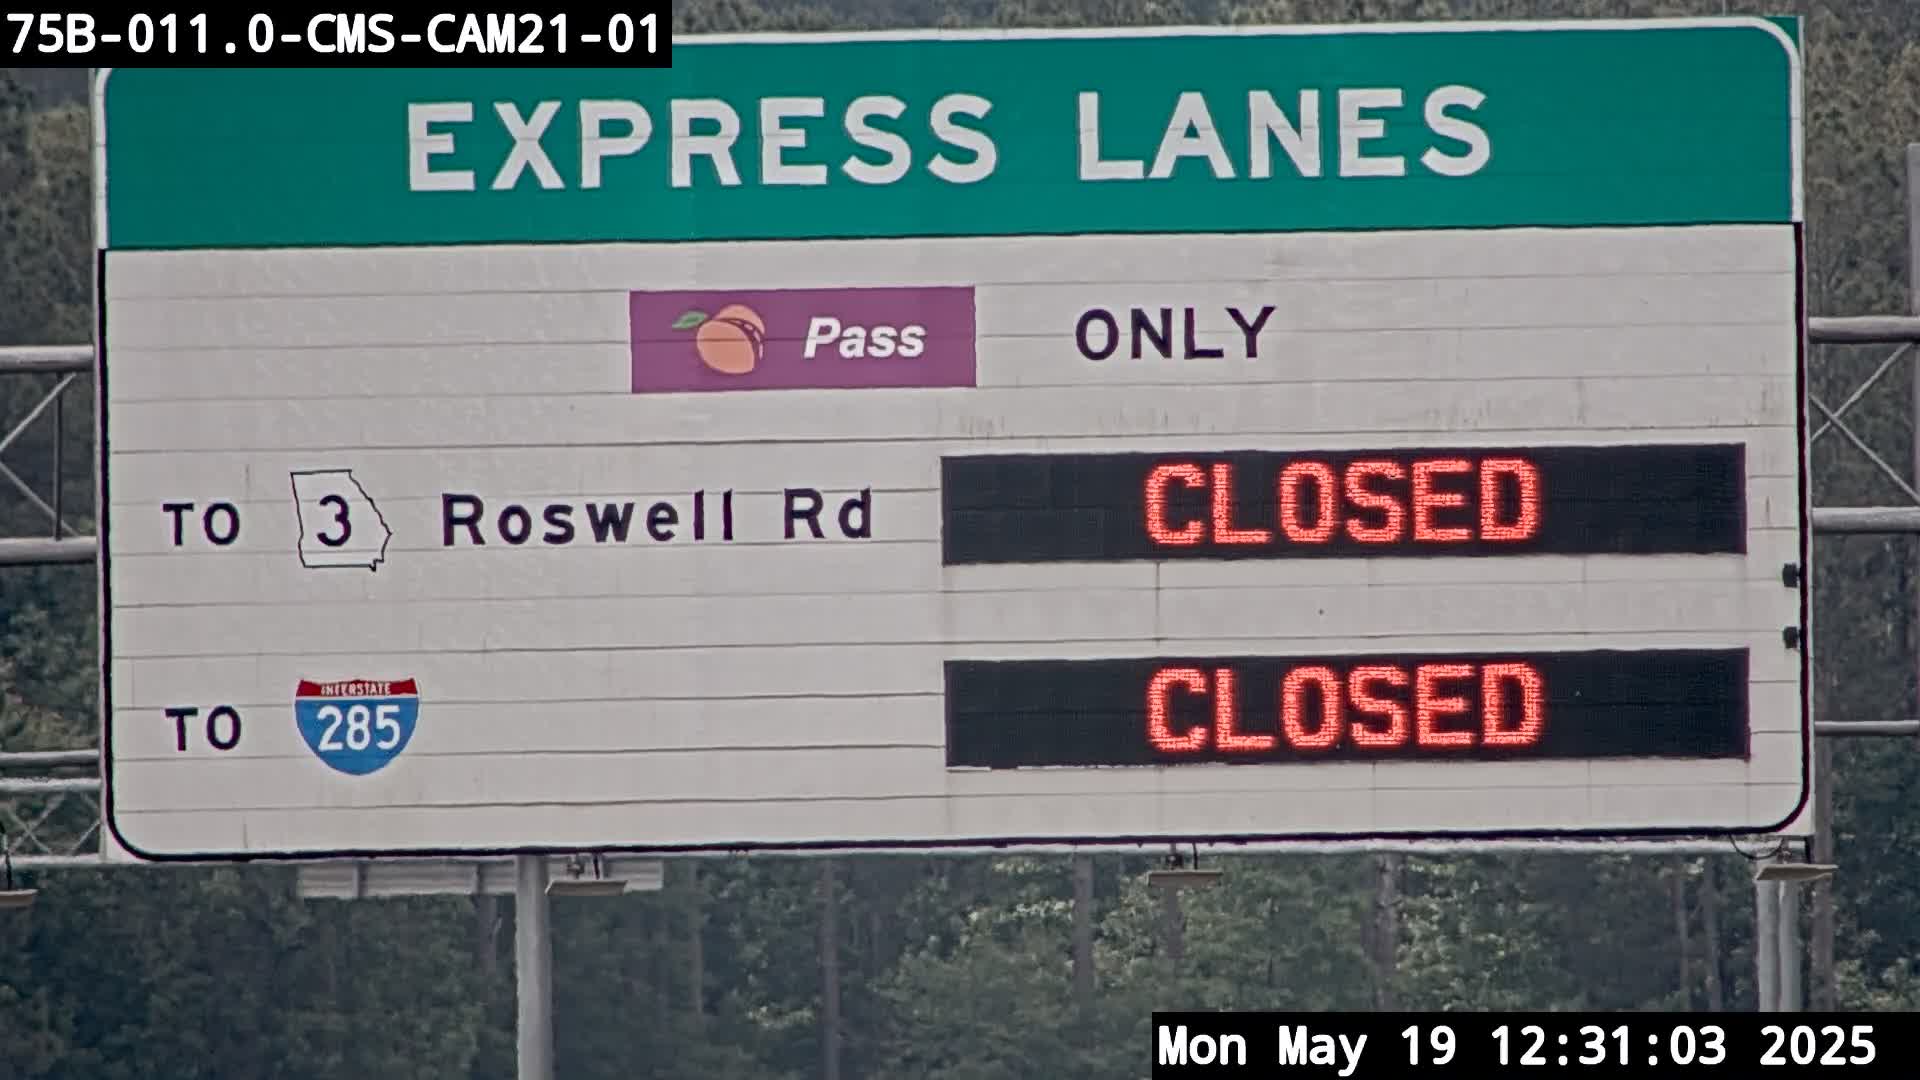 75B-011.0-CMS-CAM21-01
EXPRESS LANES
Pass ONLY
TO 3 Roswell Rd CLOSED
TO INTERSTATE 285 CLOSED
Mon May 19 12:31:03 2025